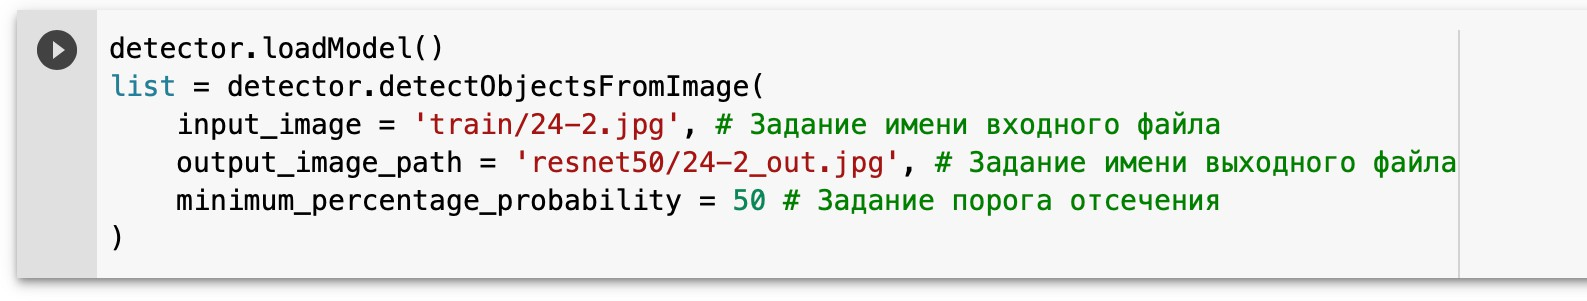 detector.loadModel()
list = detector.detectObjectsFromImage(
    input_image = 'train/24-2.jpg', # Задание имени входного файла
    output_image_path = 'resnet50/24-2_out.jpg', # Задание имени выходного файла
    minimum_percentage_probability = 50 # Задание порога отсечения
)